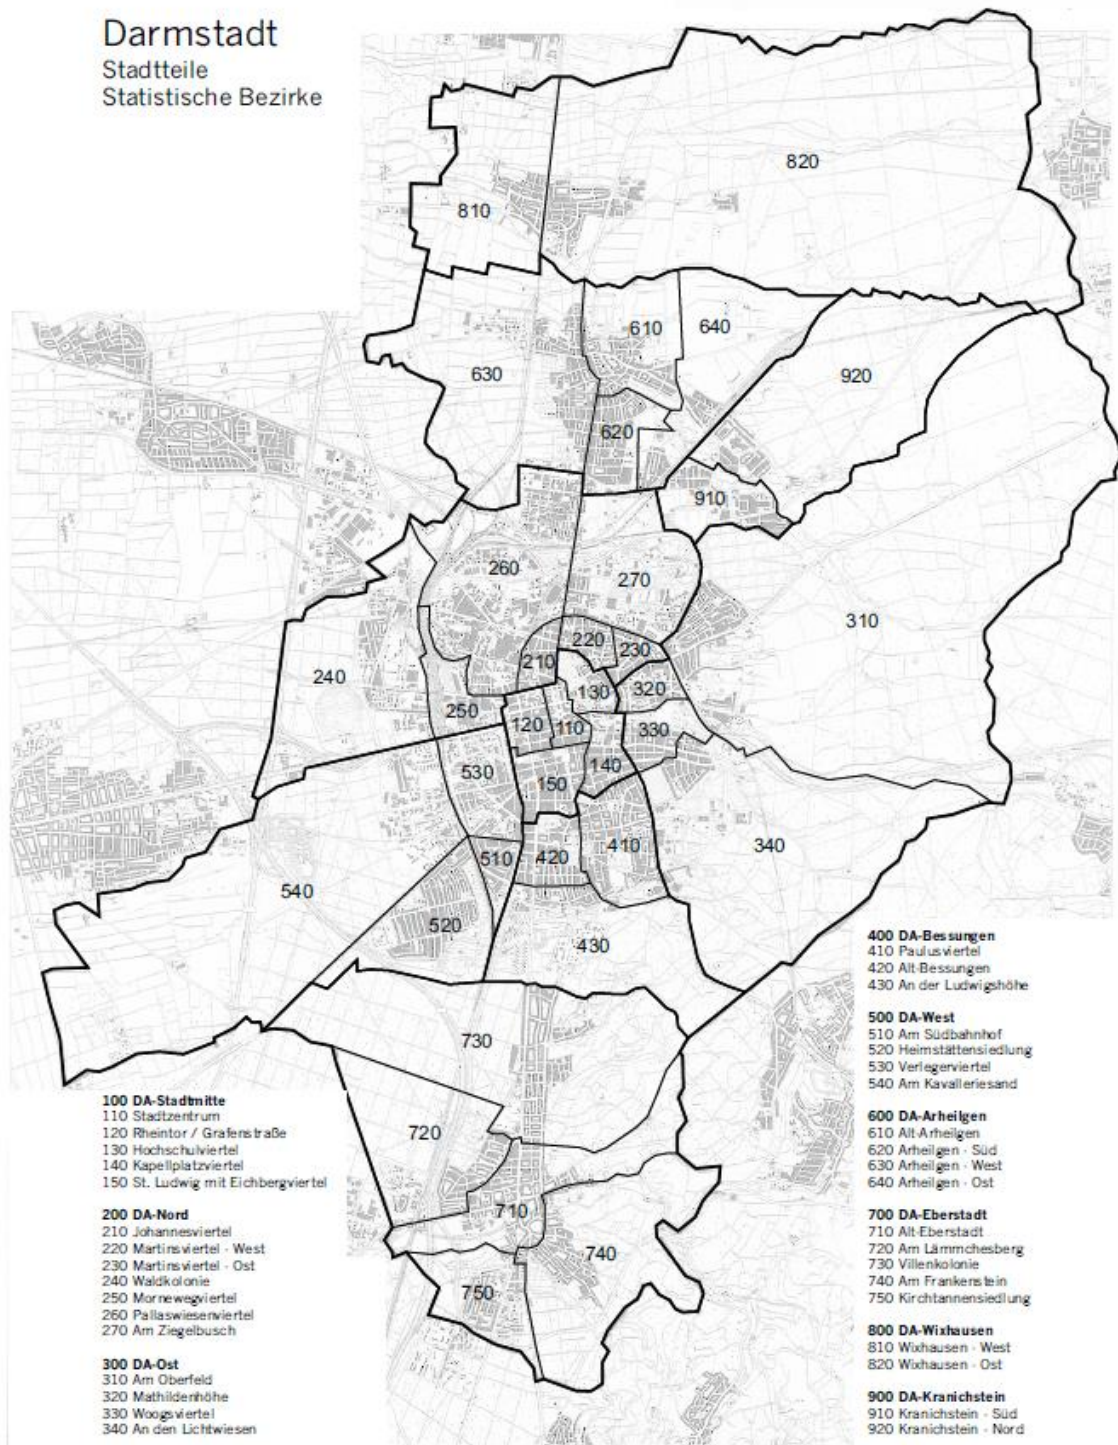 Darmstadt
Stadtteile
Statistische Bezirke
820
810
610
640
630
920
620
910
260
270
310
220
230
210
240
130
320
250
120
110
330
530
140
150
340
510
420
410
540
520
430
730
720
710
740
750
100 DA-Stadtmitte
110 Stadtzentrum
120 Rheintor / Grafenstraße
130 Hochschulviertel
140 Kapellplatzviertel
150 St. Ludwig mit Eichbergviertel
200 DA-Nord
210 Johannesviertel
220 Martinsviertel - West
230 Martinsviertel - Ost
240 Waldkolonie
250 Mornewegviertel
260 Pallaswiesenviertel
270 Am Ziegelbusch
300 DA-Ost
310 Am Oberfeld
320 Mathildenhöhe
330 Woogsviertel
340 An den Lichtwiesen
400 DA-Bessungen
410 Paulusviertel
420 Alt-Bessungen
430 An der Ludwigshöhe
500 DA-West
510 Am Südbahnhof
520 Heimstättensiedlung
530 Verlegerviertel
540 Am Kavalleriesand
600 DA-Arheilgen
610 Alt-Arheilgen
620 Arheilgen - Süd
630 Arheilgen - West
640 Arheilgen - Ost
700 DA-Eberstadt
710 Alt-Eberstadt
720 Am Lämmchesberg
730 Villenkolonie
740 Am Frankenstein
750 Kirchtannensiedlung
800 DA-Wixhausen
810 Wixhausen - West
820 Wixhausen - Ost
900 DA-Kranichstein
910 Kranichstein - Süd
920 Kranichstein - Nord